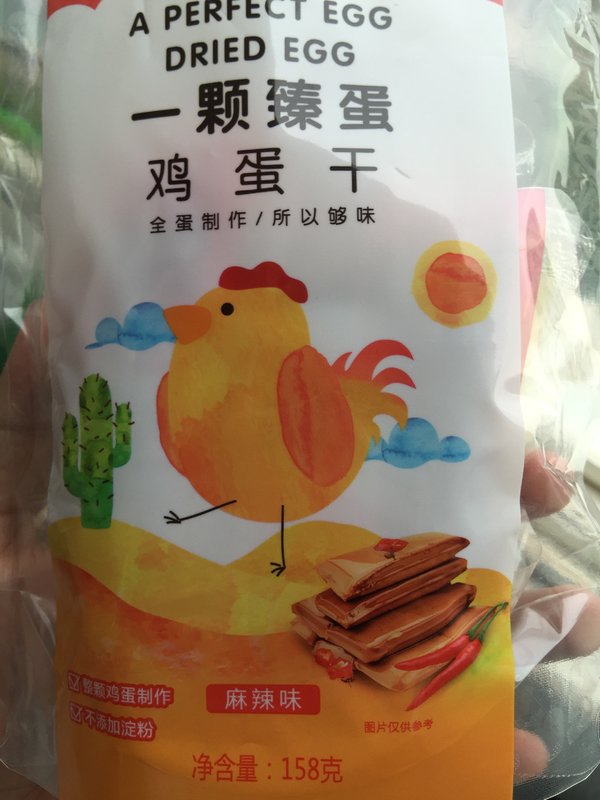 A PERFECT EGG
DRIED EGG
一颗臻蛋
鸡蛋干
全蛋制作/所以够味
整颗鸡蛋制作
不添加淀粉
麻辣味
图片仅供参考
净含量：158克